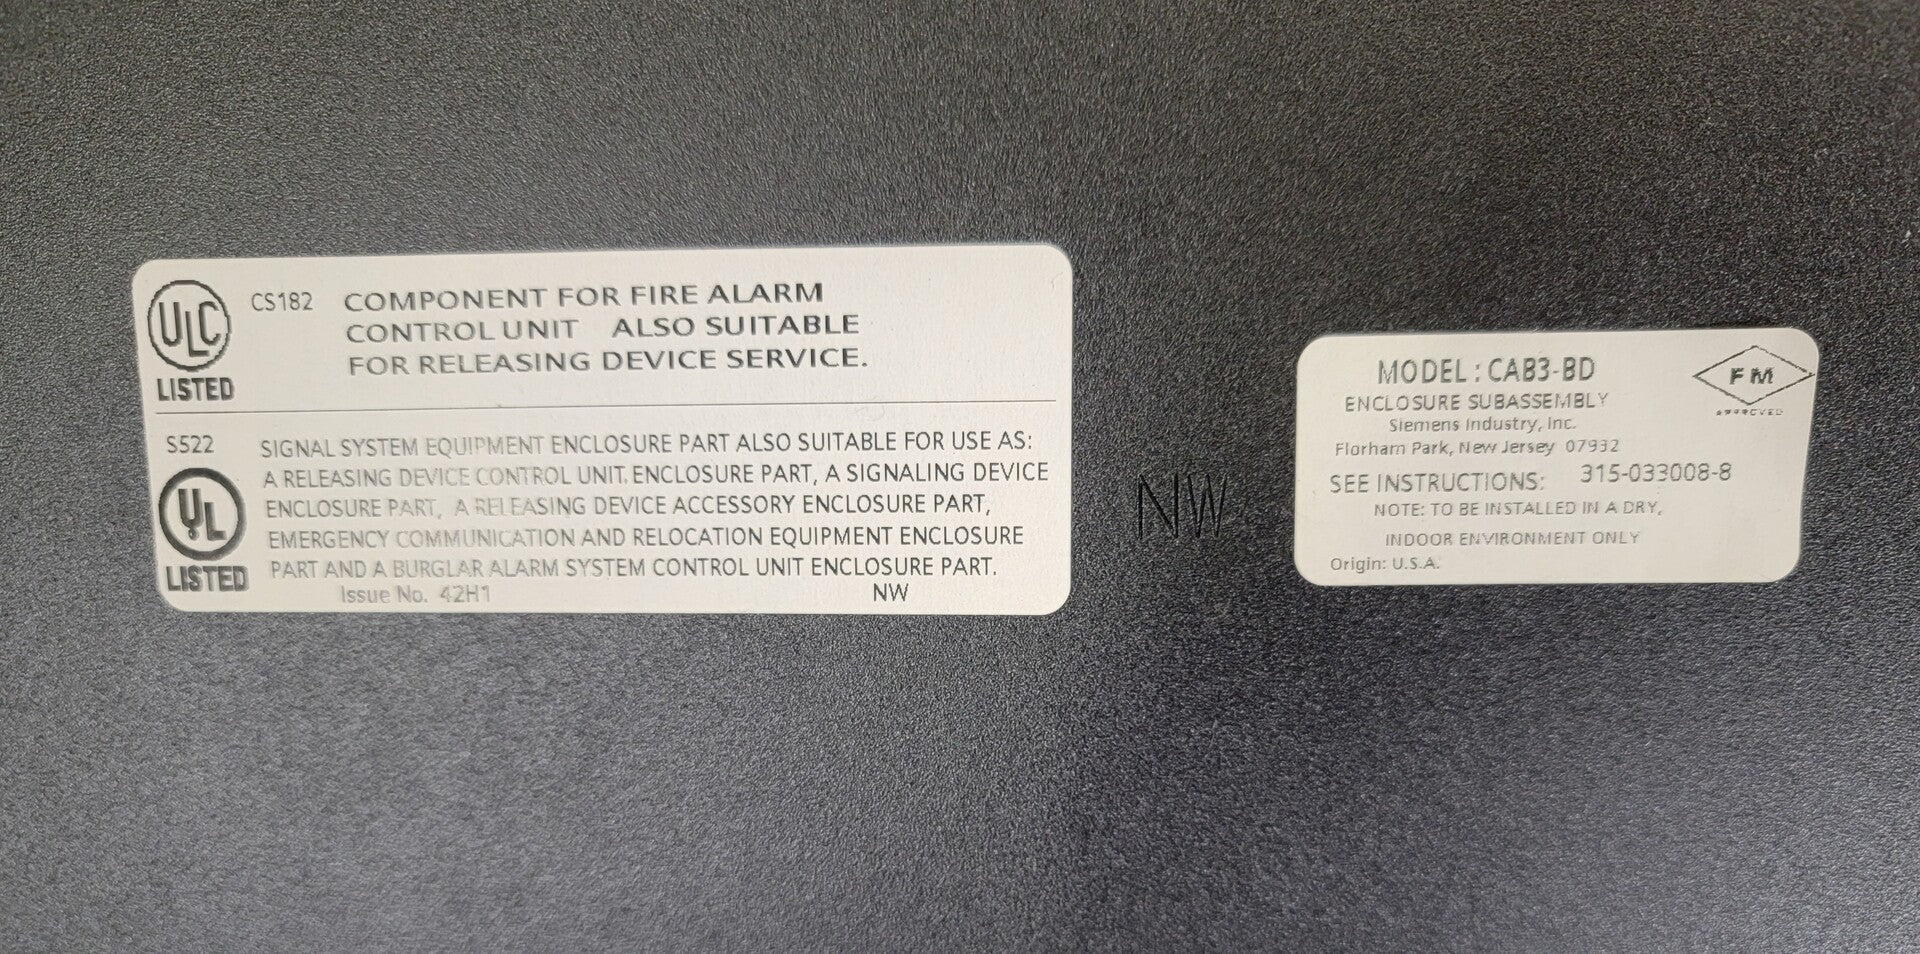 ULC
LISTED
CS182
COMPONENT FOR FIRE ALARM
CONTROL UNIT ALSO SUITABLE
FOR RELEASING DEVICE SERVICE.
S522
UL
LISTED
SIGNAL SYSTEM EQUIPMENT ENCLOSURE PART ALSO SUITABLE FOR USE AS:
A RELEASING DEVICE CONTROL UNIT. ENCLOSURE PART, A SIGNALING DEVICE
ENCLOSURE PART, A RELEASING DEVICE ACCESSORY ENCLOSURE PART,
EMERGENCY COMMUNICATION AND RELOCATION EQUIPMENT ENCLOSURE
PART AND A BURGLAR ALARM SYSTEM CONTROL UNIT ENCLOSURE PART.
Issue No. 42H1 NW
NW
MODEL : CAB3-BD
ENCLOSURE SUBASSEMBLY
Siemens Industry, Inc.
Florham Park, New Jersey 07932
SEE INSTRUCTIONS: 315-033008-8
NOTE: TO BE INSTALLED IN A DRY,
INDOOR ENVIRONMENT ONLY
Origin: U.S.A.
FM
APPROVED